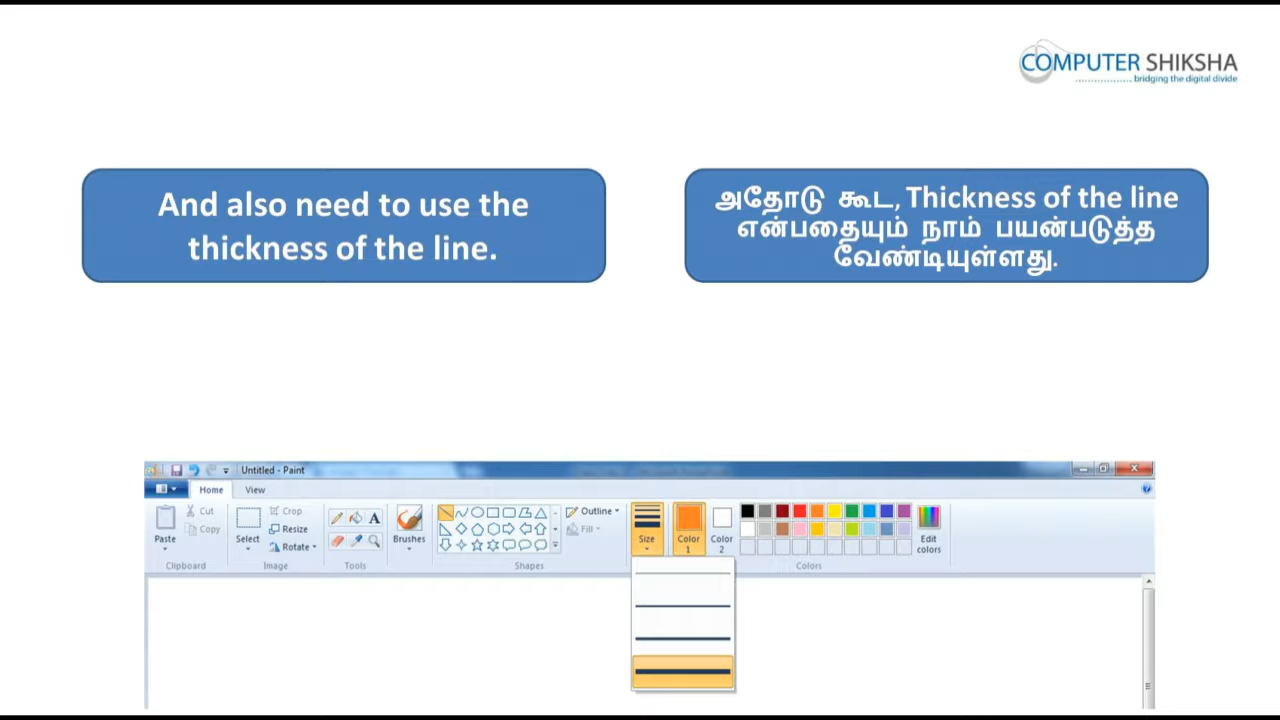 COMPUTER SHIKSHA
bridging the digital divide
And also need to use the
thickness of the line.
அதோடு கூட, Thickness of the line
என்பதையும் நாம் பயன்படுத்த
வேண்டியுள்ளது.
Untitled - Paint
Home View
Paste Cut Copy Clipboard
Select Crop Resize Rotate Image
A Tools
Brushes
Shapes Outline Fill
Size
Color 1
Color 2
Edit colors
Colors